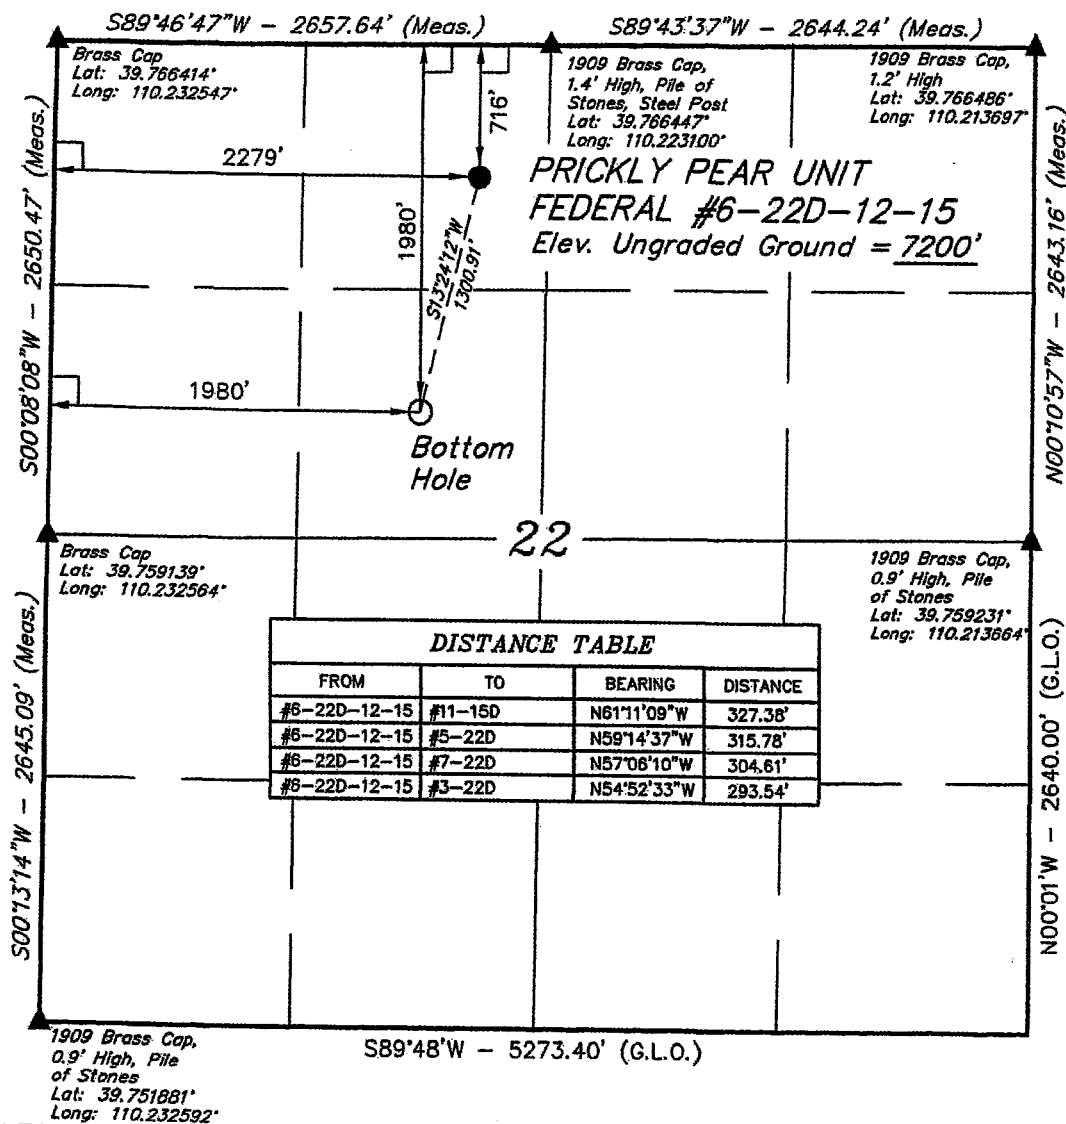 S89°46'47"W - 2657.64' (Meas.)
S89°43'37"W - 2644.24' (Meas.)
Brass Cap
Lat: 39.766414°
Long: 110.232547°
1909 Brass Cap,
1.4' High, Pile of
Stones, Steel Post
Lat: 39.766447°
Long: 110.223100°
1909 Brass Cap,
1.2' High
Lat: 39.766486°
Long: 110.213697°
716'
2279'
1980'
S13°24'12"W
1300.91'
PRICKLY PEAR UNIT
FEDERAL #6-22D-12-15
Elev. Ungraded Ground = 7200'
S00°08'08"W - 2650.47' (Meas.)
N00°10'57"W - 2643.16' (Meas.)
1980'
Bottom
Hole
22
Brass Cap
Lat: 39.759139°
Long: 110.232564°
1909 Brass Cap,
0.9' High, Pile
of Stones
Lat: 39.759231°
Long: 110.213664°
DISTANCE TABLE
FROM TO BEARING DISTANCE
#6-22D-12-15 #11-15D N61°11'09"W 327.38'
#6-22D-12-15 #5-22D N59°14'37"W 315.78'
#6-22D-12-15 #7-22D N57°06'10"W 304.61'
#6-22D-12-15 #3-22D N54°52'33"W 293.54'
S00°13'14"W - 2645.09' (Meas.)
N00°01'W - 2640.00' (G.L.O.)
1909 Brass Cap,
0.9' High, Pile
of Stones
Lat: 39.751881°
Long: 110.232592°
S89°48'W - 5273.40' (G.L.O.)